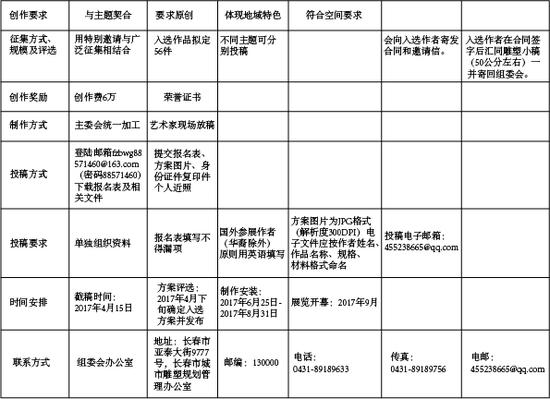 创作要求 与主题契合 要求原创 体现地域特色 符合空间要求
征集方式、
规模及评选
用特别邀请与广
泛征集相结合
入选作品拟定
56件
不同主题可分
别投稿
会向入选作者寄发
合同和邀请信。
入选作者在合同签
字后汇同雕塑小稿
(50公分左右)一
并寄回组委会。
创作奖励 创作费6万 荣誉证书
制作方式 主委会统一加工 艺术家现场放稿
投稿方式
登陆邮箱fzbwg88
571460@163.com
(密码88571460)
下载报名表及相
关文件
提交报名表、
方案图片、身
份证件复印件
个人近照
投稿要求 单独组织资料
报名表填写不
得漏项
国外参展作者
(华裔除外)
原则用英语填写
方案图片为JPG格式
(解析度300DPI)电
子文件应按作者姓名、
作品名称、规格、
材料格式命名
投稿电子邮箱:
455238665@qq.com
时间安排
截稿时间:
2017年4月15日
方案评选:
2017年4月下
旬确定入选
方案并发布
制作安装:
2017年6月25日-
2017年8月31日
展览开幕:2017年9月
联系方式 组委会办公室
地址:长春市
亚泰大街9777
号,长春市城
市雕塑规划管
理办公室
邮编:130000
电话:
0431-89189633
传真:
0431-89189756
电邮:
455238665@qq.com